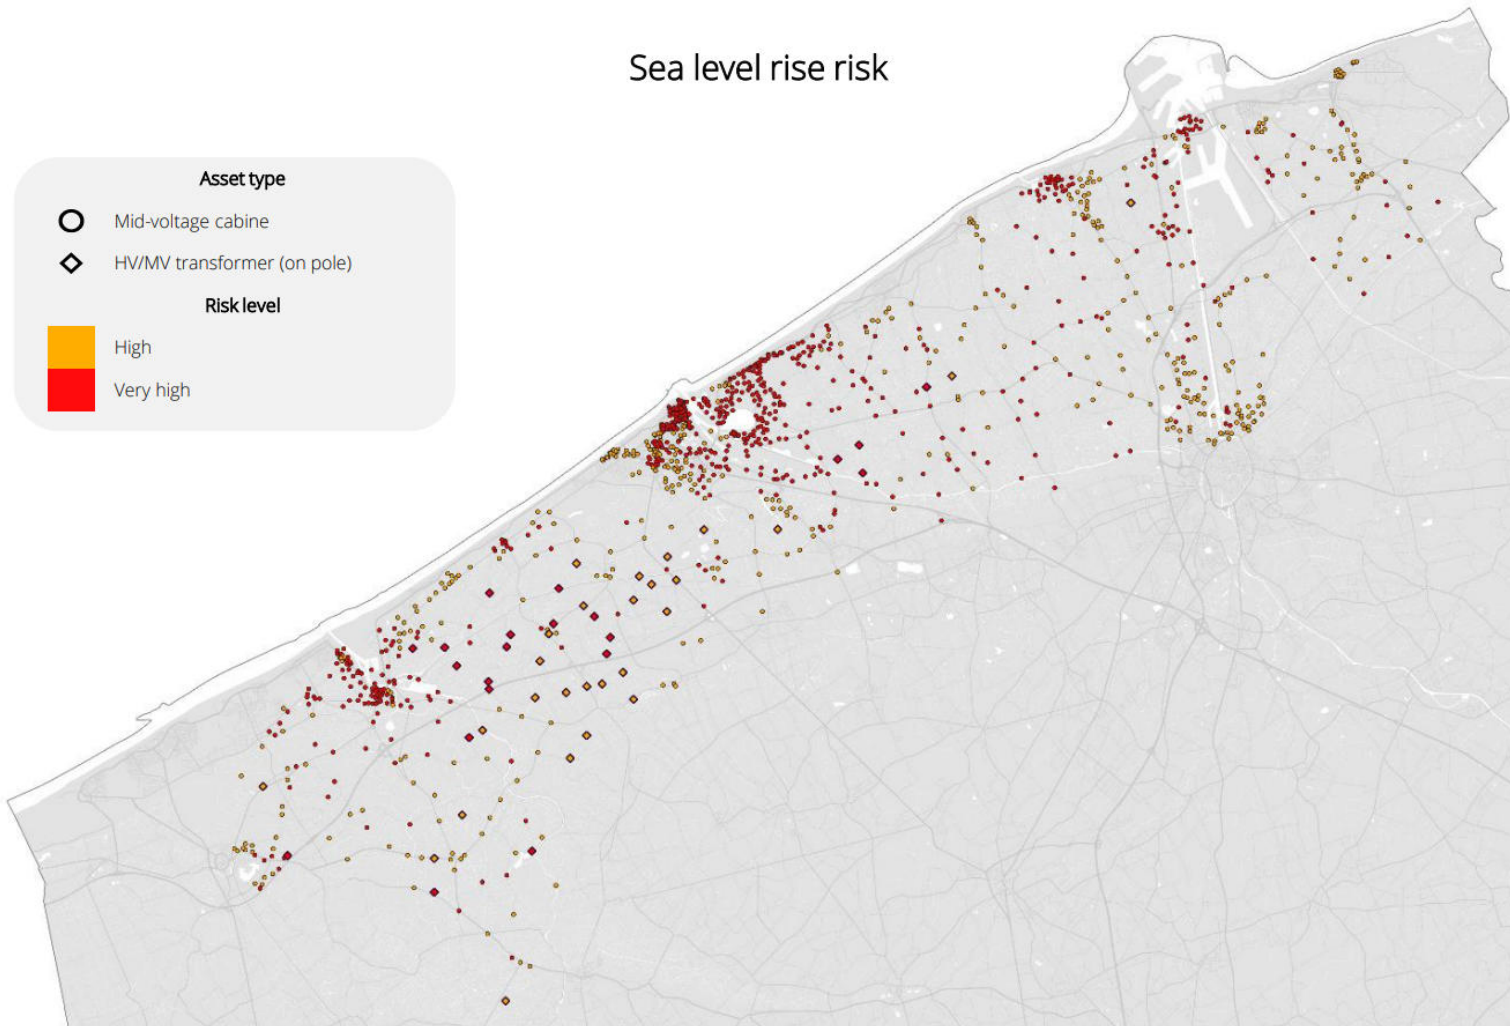 Sea level rise risk
Asset type
Mid-voltage cabine
HV/MV transformer (on pole)
Risk level
High
Very high